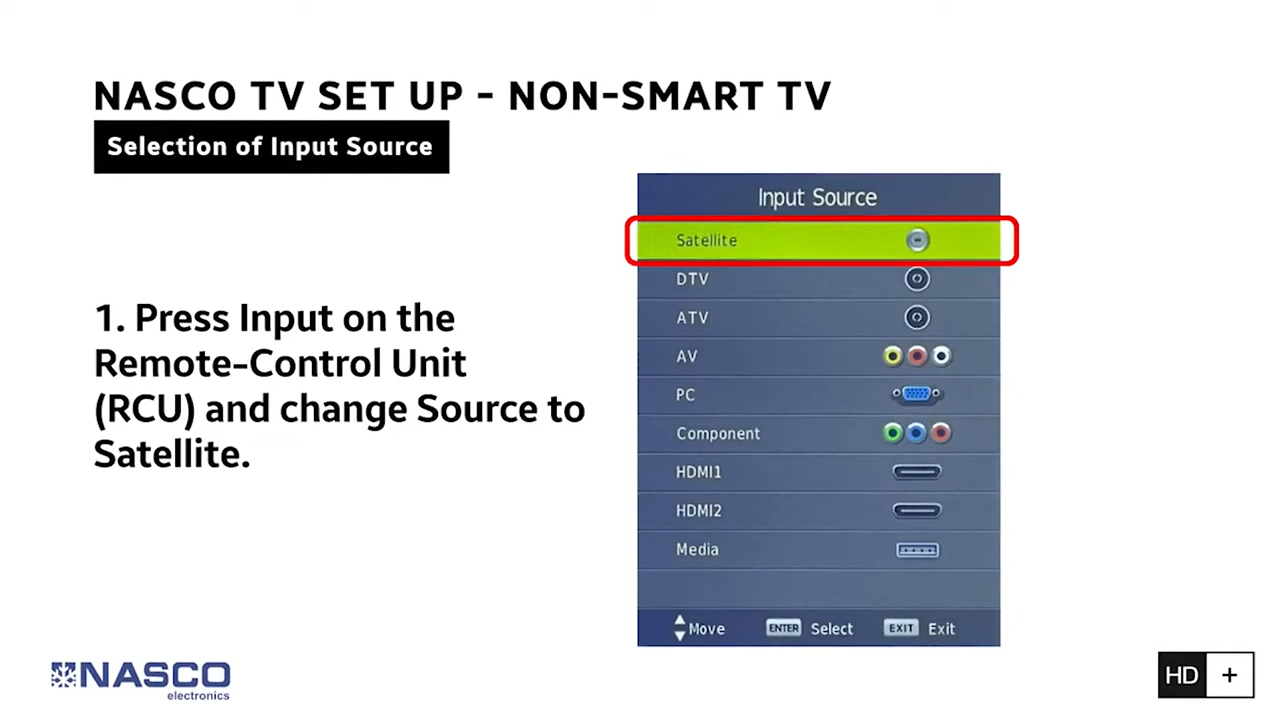 NASCO TV SET UP - NON-SMART TV
Selection of Input Source
1. Press Input on the
Remote-Control Unit
(RCU) and change Source to
Satellite.
Input Source
Satellite
DTV
ATV
AV
PC
Component
HDMI1
HDMI2
Media
Move ENTER Select EXIT Exit
NASCO
electronics
HD +